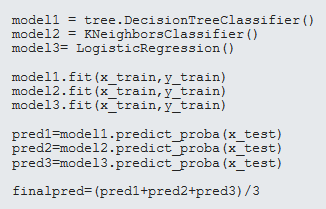 model1 = tree.DecisionTreeClassifier()
model2 = KNeighborsClassifier()
model3= LogisticRegression()
model1.fit(x_train,y_train)
model2.fit(x_train,y_train)
model3.fit(x_train,y_train)
pred1=model1.predict_proba(x_test)
pred2=model2.predict_proba(x_test)
pred3=model3.predict_proba(x_test)
finalpred=(pred1+pred2+pred3)/3